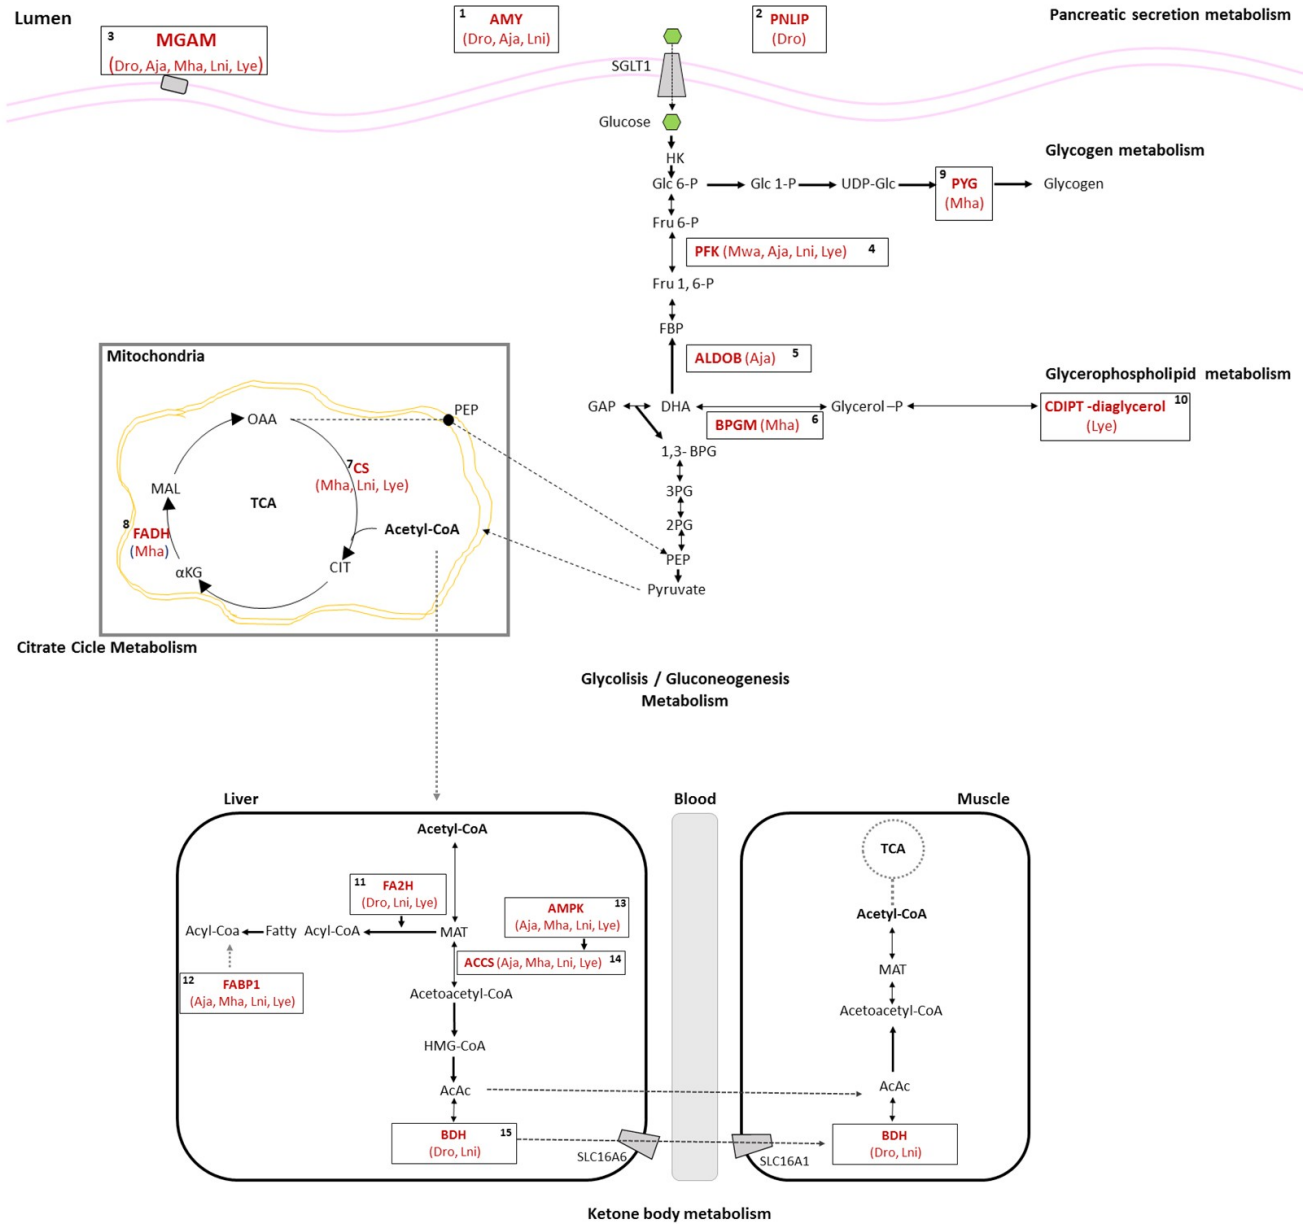 Lumen
1
AMY
(Dro, Aja, Lni)
2
PNLIP
(Dro)
Pancreatic secretion metabolism
3
MGAM
(Dro, Aja, Mha, Lni, Lye)
SGLT1
Glucose
HK
Glycogen metabolism
Glc 6-P
Glc 1-P
UDP-Glc
9
PYG
(Mha)
Glycogen
Fru 6-P
PFK (Mwa, Aja, Lni, Lye) 4
Fru 1, 6-P
FBP
ALDOB (Aja) 5
Mitochondria
Glycerophospholipid metabolism
GAP
DHA
Glycerol –P
CDIPT -diaglycerol 10
(Lye)
BPGM (Mha) 6
PEP
OAA
1,3- BPG
7
CS
(Mha, Lni, Lye)
MAL
TCA
3PG
8
FADH
(Mha)
Acetyl-CoA
2PG
αKG
CIT
PEP
Pyruvate
Citrate Cicle Metabolism
Glycolisis / Gluconeogenesis
Metabolism
Liver
Blood
Muscle
Acetyl-CoA
TCA
11
FA2H
(Dro, Lni, Lye)
AMPK 13
(Aja, Mha, Lni, Lye)
Acetyl-CoA
Acyl-Coa
Fatty
Acyl-CoA
MAT
ACCS (Aja, Mha, Lni, Lye) 14
MAT
12
FABP1
(Aja, Mha, Lni, Lye)
Acetoacetyl-CoA
Acetoacetyl-CoA
HMG-CoA
AcAc
AcAc
BDH 15
(Dro, Lni)
BDH
(Dro, Lni)
SLC16A6
SLC16A1
Ketone body metabolism